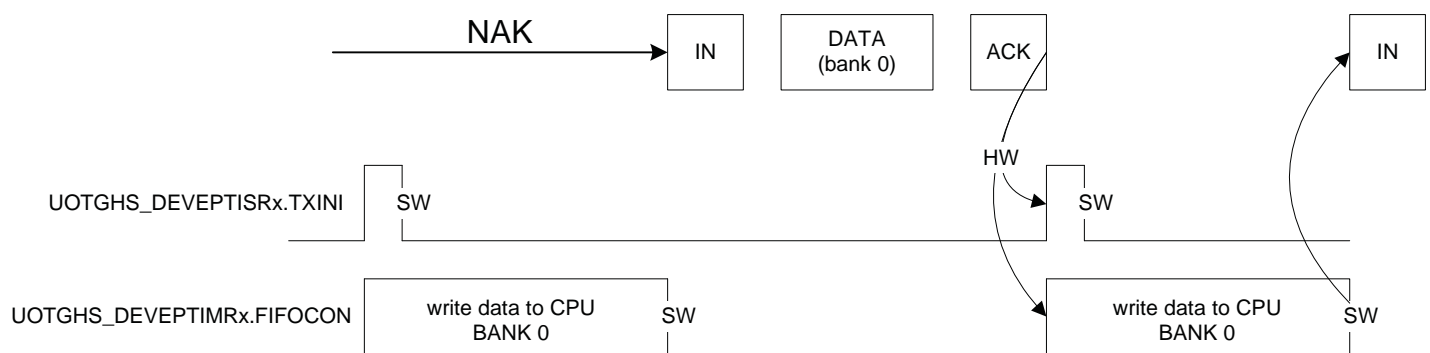 NAK
IN
DATA
(bank 0)
ACK
IN
HW
UOTGHS_DEVEPTISRx.TXINI
SW
SW
UOTGHS_DEVEPTIMRx.FIFOCON
write data to CPU
BANK 0
SW
write data to CPU
BANK 0
SW